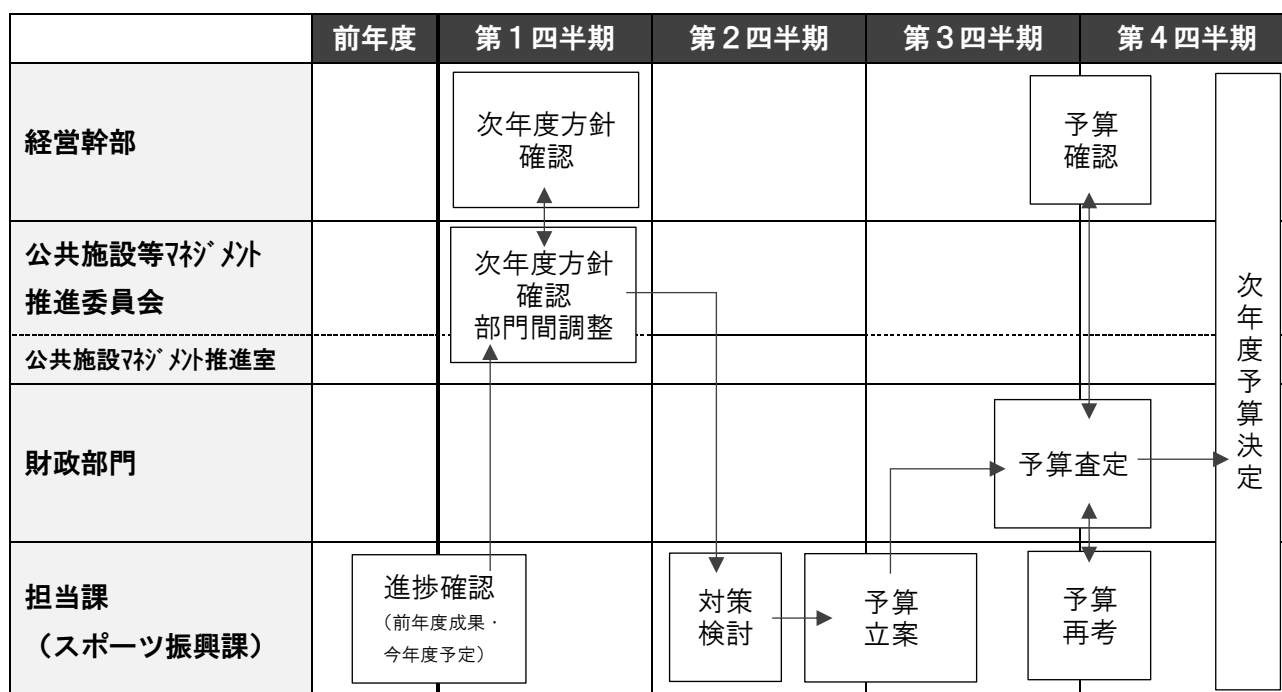 前年度 第１四半期 第２四半期 第３四半期 第４四半期
経営幹部
次年度方針
確認
予算
確認
公共施設等ﾏﾈｼﾞﾒﾝﾄ
推進委員会
次年度方針
確認
部門間調整
公共施設ﾏﾈｼﾞﾒﾝﾄ推進室
財政部門
予算査定
次年度予算決定
担当課
（スポーツ振興課）
進捗確認
（前年度成果・
今年度予定）
対策
検討
予算
立案
予算
再考